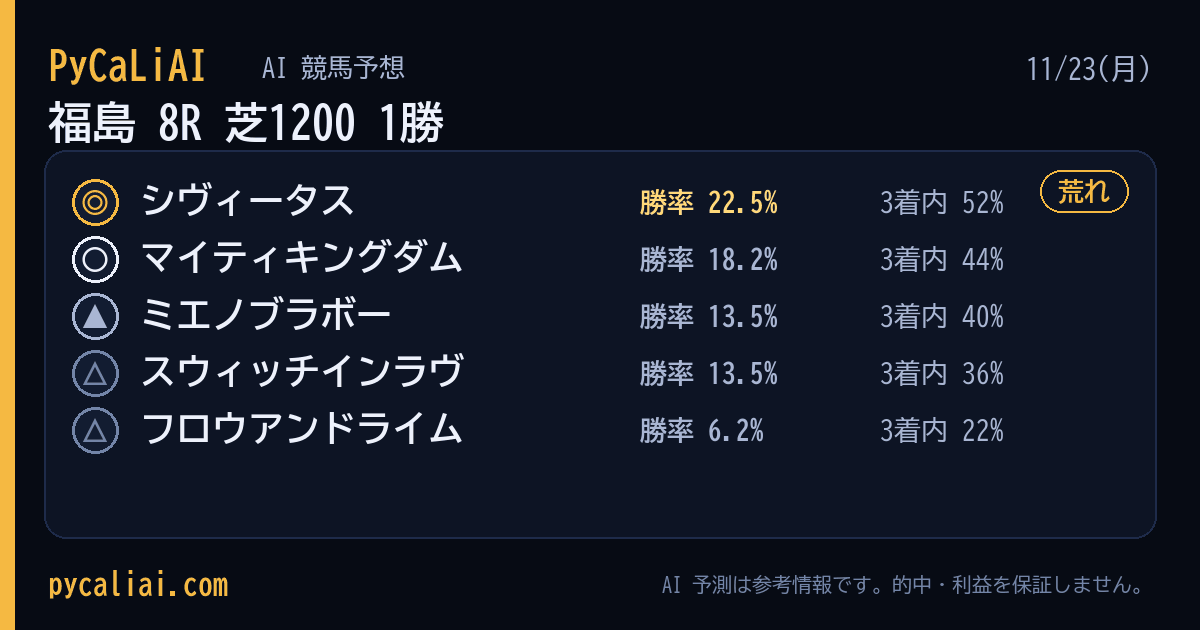 PyCaLiAI AI 競馬予想 11/23(月)
福島 8R 芝1200 1勝
◎ シヴィータス 勝率 22.5% 3着内 52% 荒れ
○ マイティキングダム 勝率 18.2% 3着内 44%
▲ ミエノブラボー 勝率 13.5% 3着内 40%
△ スウィッチインラヴ 勝率 13.5% 3着内 36%
△ フロウアンドライム 勝率 6.2% 3着内 22%
pycaliai.com AI 予測は参考情報です。的中・利益を保証しません。